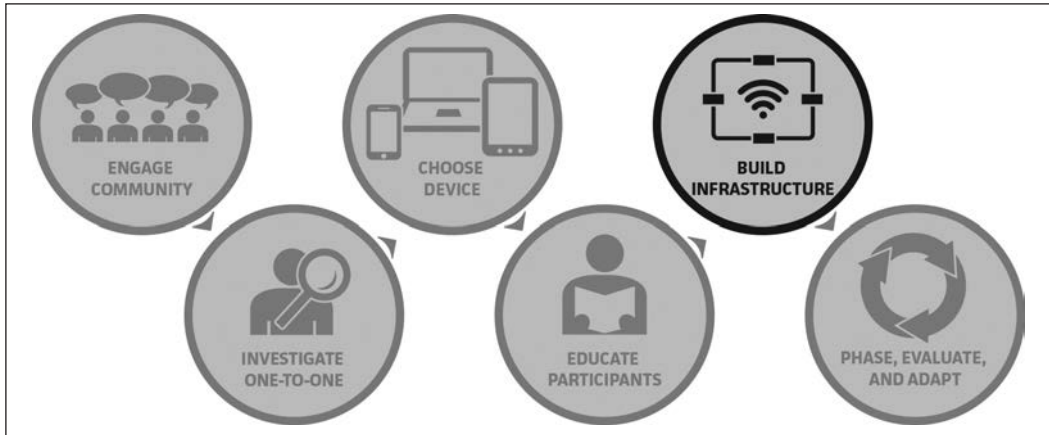 ENGAGE
COMMUNITY
INVESTIGATE
ONE-TO-ONE
CHOOSE
DEVICE
EDUCATE
PARTICIPANTS
BUILD
INFRASTRUCTURE
PHASE, EVALUATE,
AND ADAPT